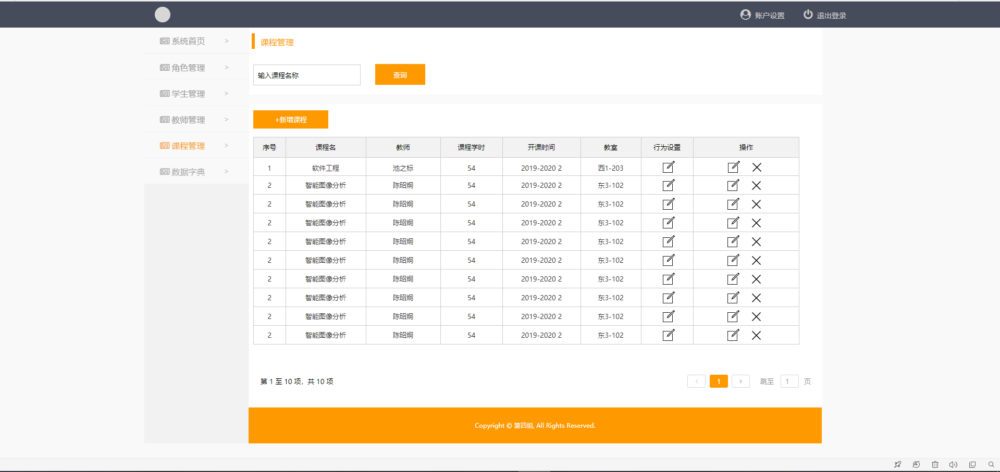 账户设置 退出登录
系统首页 >
角色管理 >
学生管理 >
教师管理 >
课程管理 >
数据字典 >
课程管理
输入课程名称 查询
+新增课程
序号 课程名 教师 课程学时 开课时间 教室 行为设置 操作
1 软件工程 池之标 54 2019-2020 2 西1-203
2 智能图像分析 陈昭炯 54 2019-2020 2 东3-102
2 智能图像分析 陈昭炯 54 2019-2020 2 东3-102
2 智能图像分析 陈昭炯 54 2019-2020 2 东3-102
2 智能图像分析 陈昭炯 54 2019-2020 2 东3-102
2 智能图像分析 陈昭炯 54 2019-2020 2 东3-102
2 智能图像分析 陈昭炯 54 2019-2020 2 东3-102
2 智能图像分析 陈昭炯 54 2019-2020 2 东3-102
2 智能图像分析 陈昭炯 54 2019-2020 2 东3-102
2 智能图像分析 陈昭炯 54 2019-2020 2 东3-102
第 1 至 10 项，共 10 项 < 1 > 跳至 1 页
Copyright © 第四组, All Rights Reserved.